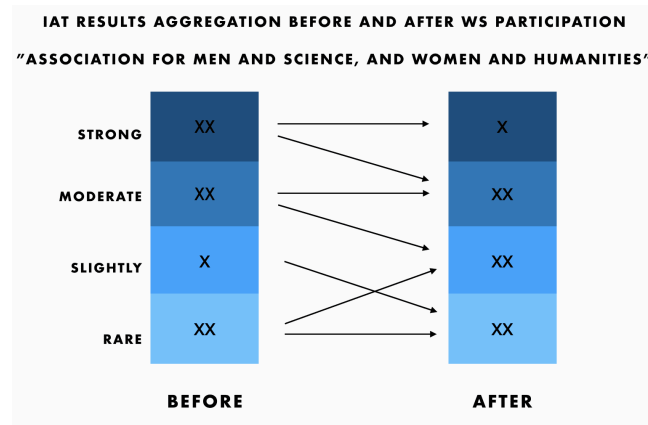 IAT RESULTS AGGREGATION BEFORE AND AFTER WS PARTICIPATION
"ASSOCIATION FOR MEN AND SCIENCE, AND WOMEN AND HUMANITIES"
STRONG XX X
MODERATE XX XX
SLIGHTLY X XX
RARE XX XX
BEFORE AFTER